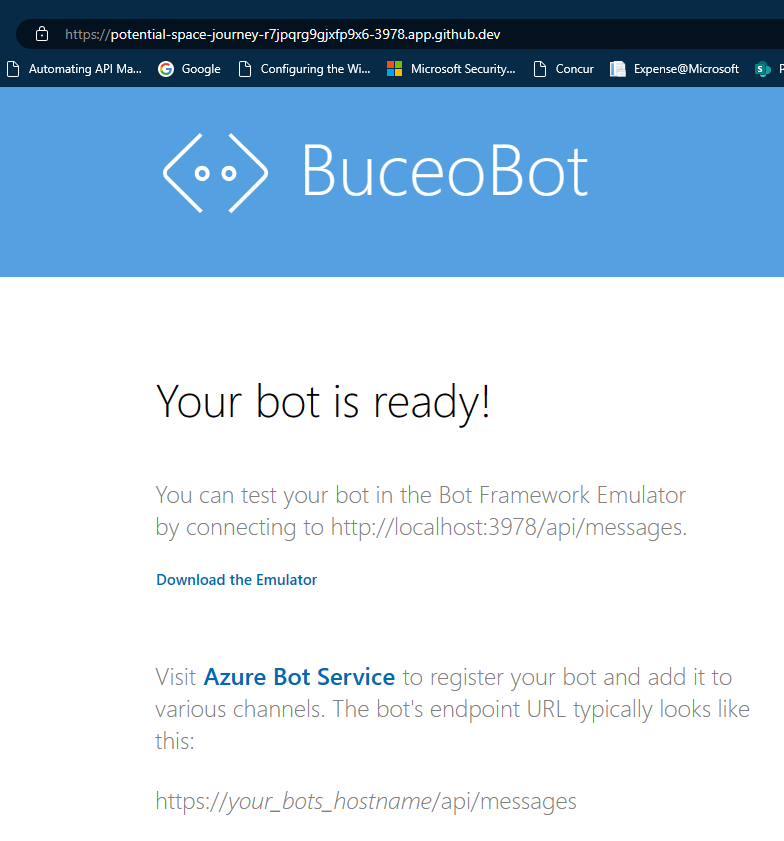 https://potential-space-journey-r7jpqrg9gjxfp9x6-3978.app.github.dev
Automating API Ma... Google Configuring the Wi... Microsoft Security... Concur Expense@Microsoft S P
BuceoBot
Your bot is ready!
You can test your bot in the Bot Framework Emulator
by connecting to http://localhost:3978/api/messages.
Download the Emulator
Visit Azure Bot Service to register your bot and add it to
various channels. The bot's endpoint URL typically looks like
this:
https://your_bots_hostname/api/messages